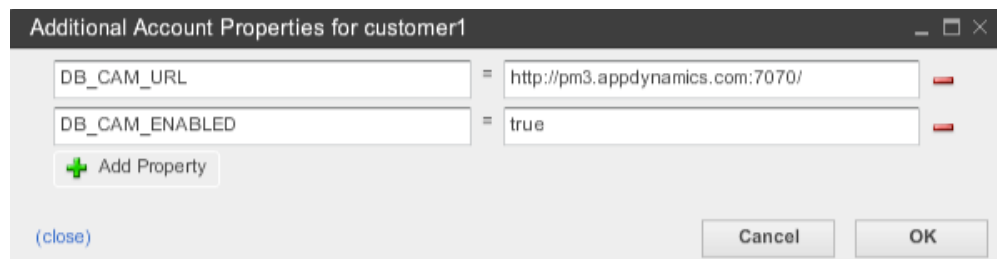 Additional Account Properties for customer1
DB_CAM_URL = http://pm3.appdynamics.com:7070/
DB_CAM_ENABLED = true
Add Property
(close) Cancel OK